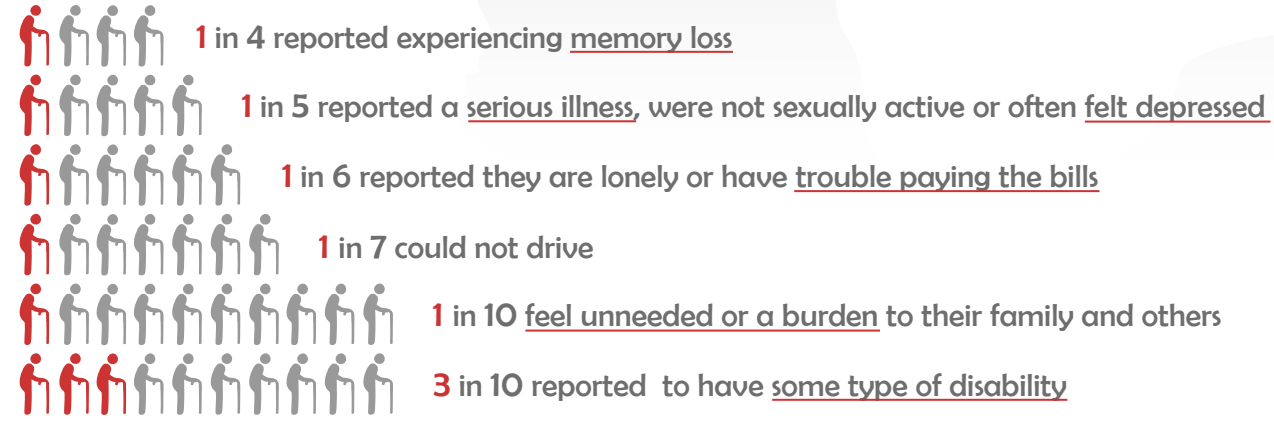 1 in 4 reported experiencing memory loss
1 in 5 reported a serious illness, were not sexually active or often felt depressed
1 in 6 reported they are lonely or have trouble paying the bills
1 in 7 could not drive
1 in 10 feel unneeded or a burden to their family and others
3 in 10 reported to have some type of disability